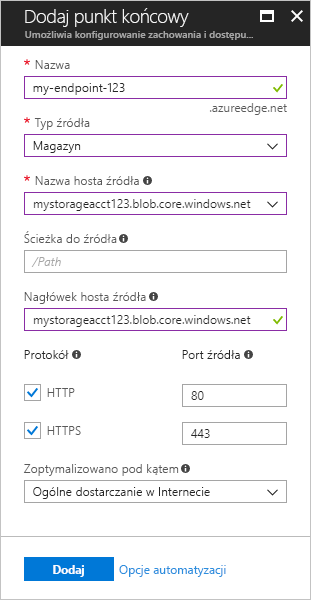 Dodaj punkt końcowy
Umożliwia konfigurowanie zachowania i dostępu...
* Nazwa
my-endpoint-123
.azureedge.net
* Typ źródła
Magazyn
* Nazwa hosta źródła
mystorageacct123.blob.core.windows.net
Ścieżka do źródła
/Path
Nagłówek hosta źródła
mystorageacct123.blob.core.windows.net
Protokół Port źródła
HTTP 80
HTTPS 443
Zoptymalizowano pod kątem
Ogólne dostarczanie w Internecie
Dodaj Opcje automatyzacji